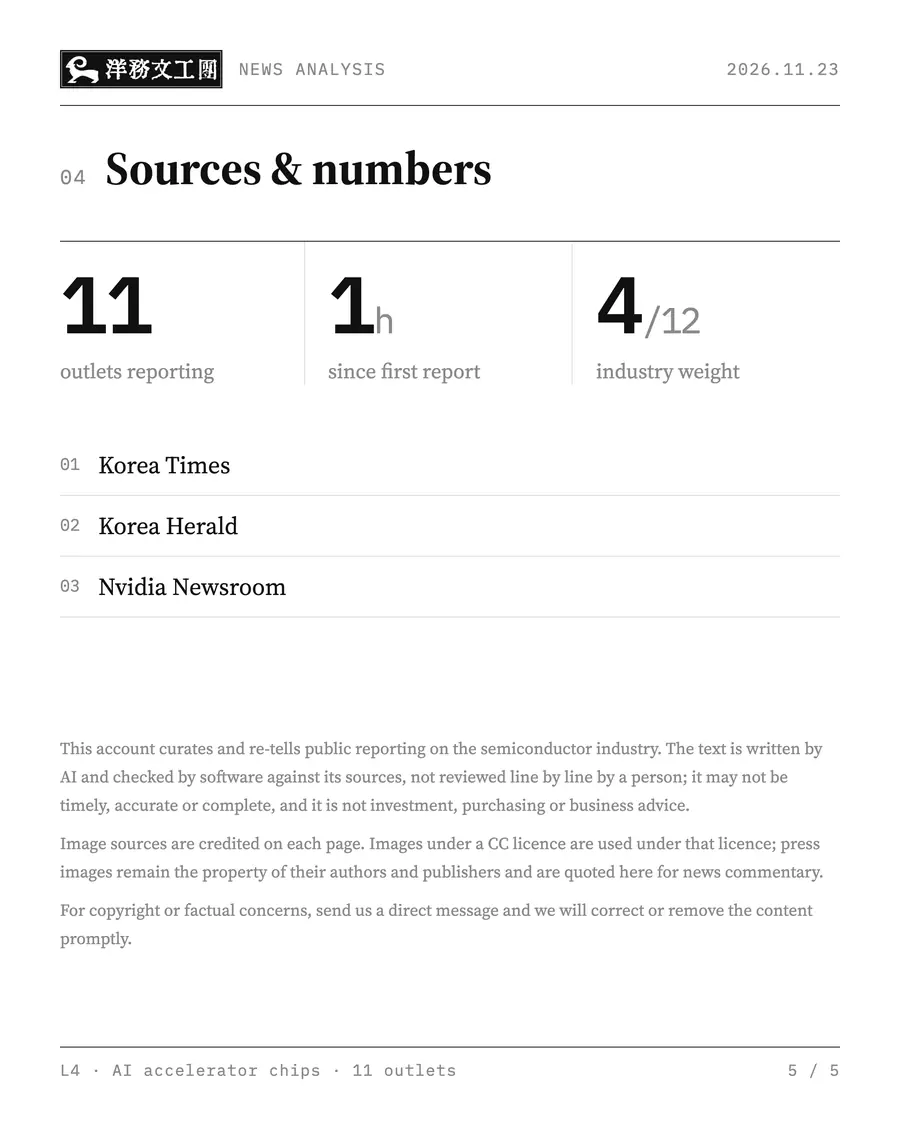 洋務文工團 NEWS ANALYSIS 2026.11.23
04 Sources & numbers
11 1h 4/12
outlets reporting since first report industry weight
01 Korea Times
02 Korea Herald
03 Nvidia Newsroom
This account curates and re-tells public reporting on the semiconductor industry. The text is written by
AI and checked by software against its sources, not reviewed line by line by a person; it may not be
timely, accurate or complete, and it is not investment, purchasing or business advice.
Image sources are credited on each page. Images under a CC licence are used under that licence; press
images remain the property of their authors and publishers and are quoted here for news commentary.
For copyright or factual concerns, send us a direct message and we will correct or remove the content
promptly.
L4 · AI accelerator chips · 11 outlets 5 / 5